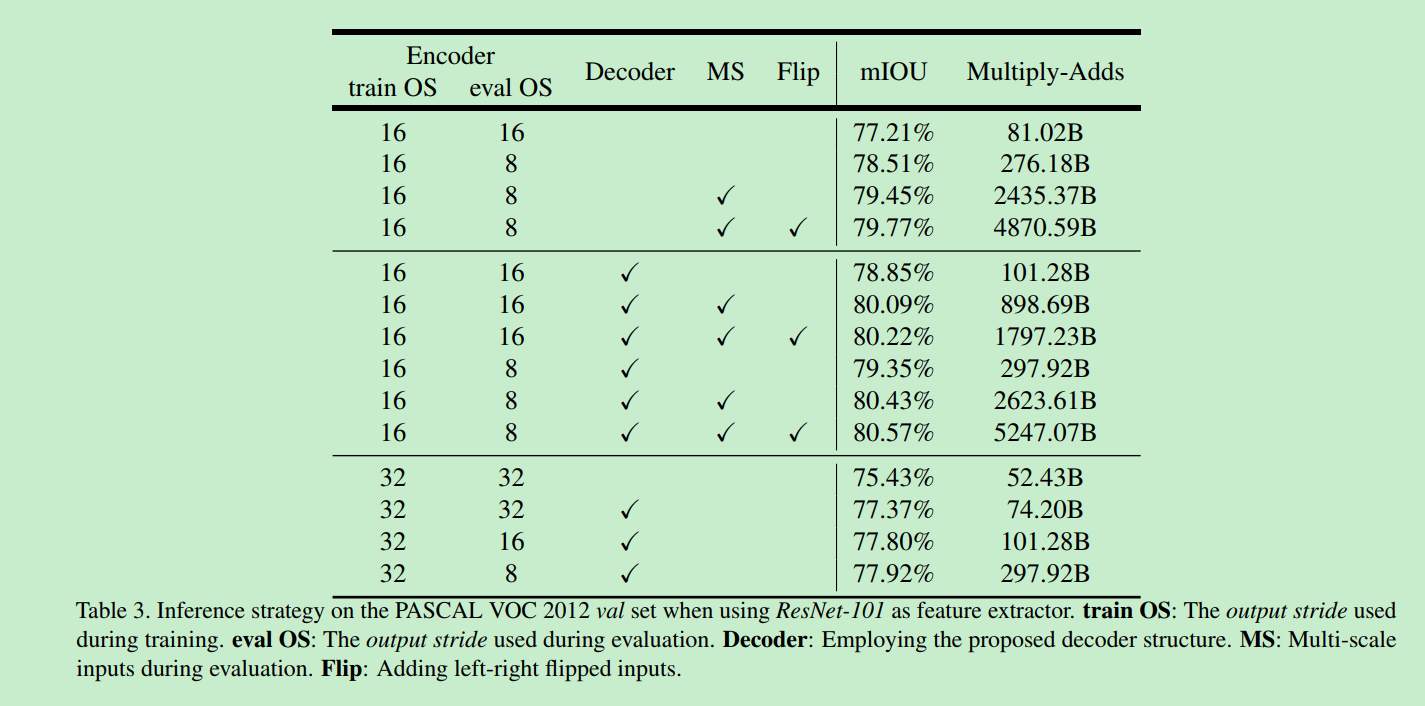 Encoder
train OS eval OS Decoder MS Flip mIOU Multiply-Adds
16 16 77.21% 81.02B
16 8 78.51% 276.18B
16 8 ✓ 79.45% 2435.37B
16 8 ✓ ✓ 79.77% 4870.59B
16 16 ✓ 78.85% 101.28B
16 16 ✓ ✓ 80.09% 898.69B
16 16 ✓ ✓ ✓ 80.22% 1797.23B
16 8 ✓ 79.35% 297.92B
16 8 ✓ ✓ 80.43% 2623.61B
16 8 ✓ ✓ ✓ 80.57% 5247.07B
32 32 75.43% 52.43B
32 32 ✓ 77.37% 74.20B
32 16 ✓ 77.80% 101.28B
32 8 ✓ 77.92% 297.92B
Table 3. Inference strategy on the PASCAL VOC 2012 val set when using ResNet-101 as feature extractor. train OS: The output stride used
during training. eval OS: The output stride used during evaluation. Decoder: Employing the proposed decoder structure. MS: Multi-scale
inputs during evaluation. Flip: Adding left-right flipped inputs.